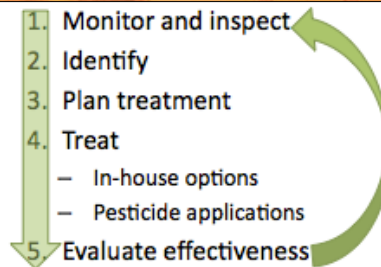 1. Monitor and inspect
2. Identify
3. Plan treatment
4. Treat
– In-house options
– Pesticide applications
5. Evaluate effectiveness